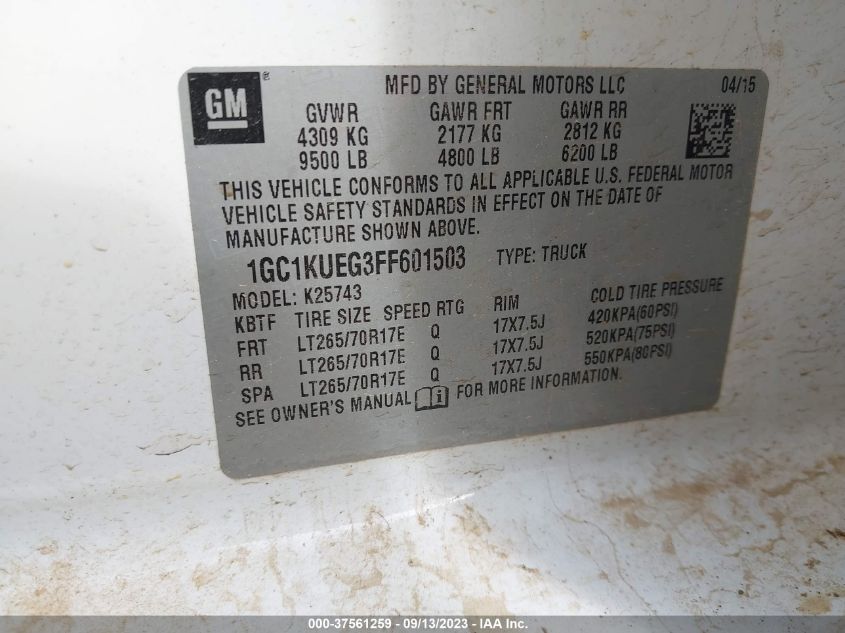 GM ® MFD BY GENERAL MOTORS LLC 04/15
GVWR GAWR FRT GAWR RR
4309 KG 2177 KG 2812 KG
9500 LB 4800 LB 6200 LB
THIS VEHICLE CONFORMS TO ALL APPLICABLE U.S. FEDERAL MOTOR
VEHICLE SAFETY STANDARDS IN EFFECT ON THE DATE OF
MANUFACTURE SHOWN ABOVE.
1GC1KUEG3FF601503 TYPE: TRUCK
MODEL: K25743
KBTF TIRE SIZE SPEED RTG RIM COLD TIRE PRESSURE
FRT LT265/70R17E Q 17X7.5J 420KPA(60PSI)
RR LT265/70R17E Q 17X7.5J 520KPA(75PSI)
SPA LT265/70R17E Q 17X7.5J 550KPA(80PSI)
SEE OWNER'S MANUAL i FOR MORE INFORMATION.
000-37561259 - 09/13/2023 - IAA Inc.